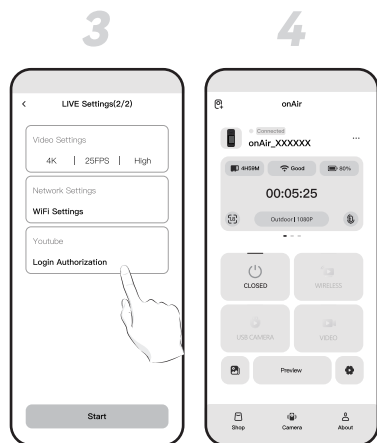 3
LIVE Settings(2/2)
Video Settings
4K | 25FPS | High
Network Settings
WiFi Settings
Youtube
Login Authorization
Start
4
onAir
Connected
onAir_XXXXXX
4H59M Good 80%
00:05:25
Outdoor | 1080P
CLOSED WIRELESS
USB CAMERA VIDEO
Preview
Shop Camera About